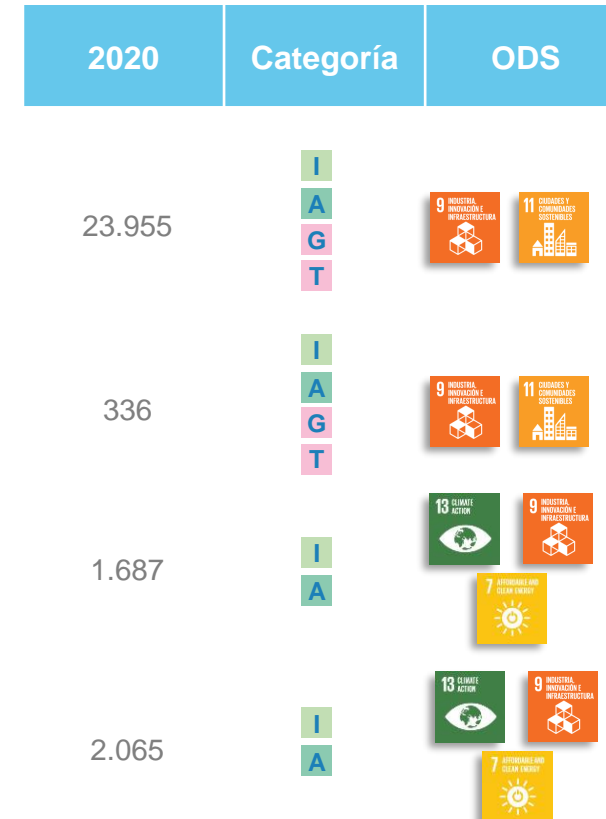 2020 Categoría ODS
I
A
G
T
23.955
9 INDUSTRIA,
INNOVACIÓN E
INFRAESTRUCTURA
11 CIUDADES Y
COMUNIDADES
SOSTENIBLES
I
A
G
T
336
9 INDUSTRIA,
INNOVACIÓN E
INFRAESTRUCTURA
11 CIUDADES Y
COMUNIDADES
SOSTENIBLES
1.687
I
A
13 CLIMATE
ACTION
9 INDUSTRIA,
INNOVACIÓN E
INFRAESTRUCTURA
7 AFFORDABLE AND
CLEAN ENERGY
2.065
I
A
13 CLIMATE
ACTION
9 INDUSTRIA,
INNOVACIÓN E
INFRAESTRUCTURA
7 AFFORDABLE AND
CLEAN ENERGY